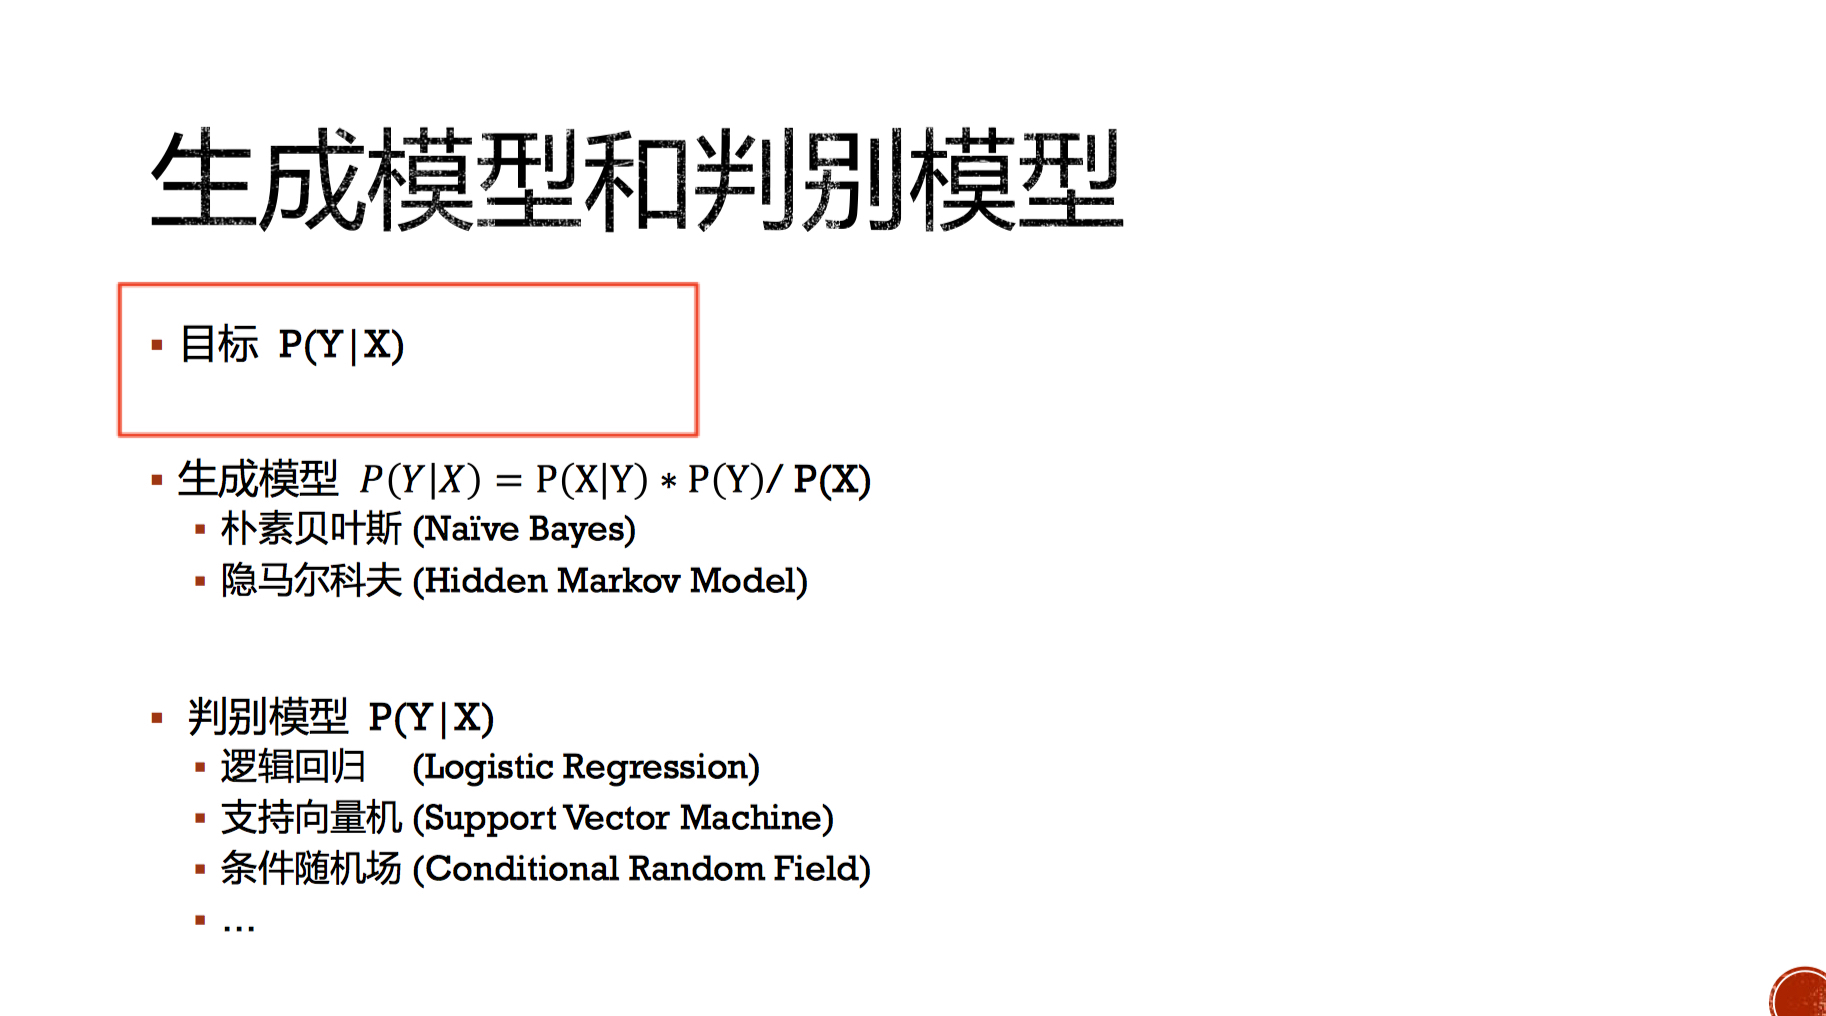 生成模型和判别模型
目标 P(Y|X)
生成模型 P(Y|X) = P(X|Y) ∗ P(Y)/ P(X)
朴素贝叶斯 (Naïve Bayes)
隐马尔科夫 (Hidden Markov Model)
判别模型 P(Y|X)
逻辑回归 (Logistic Regression)
支持向量机 (Support Vector Machine)
条件随机场 (Conditional Random Field)
...